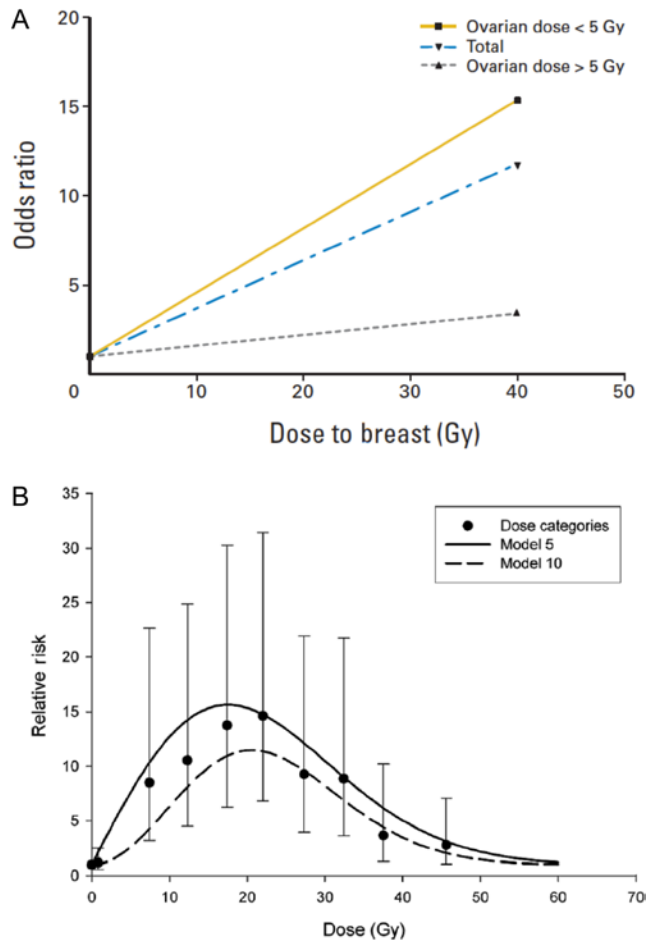 A
20
Ovarian dose < 5 Gy
Total
Ovarian dose > 5 Gy
15
10
5
Odds ratio
0 10 20 30 40 50
Dose to breast (Gy)
B
35
30
25
20
15
10
5
0
Dose categories
Model 5
Model 10
Relative risk
0 10 20 30 40 50 60 70
Dose (Gy)